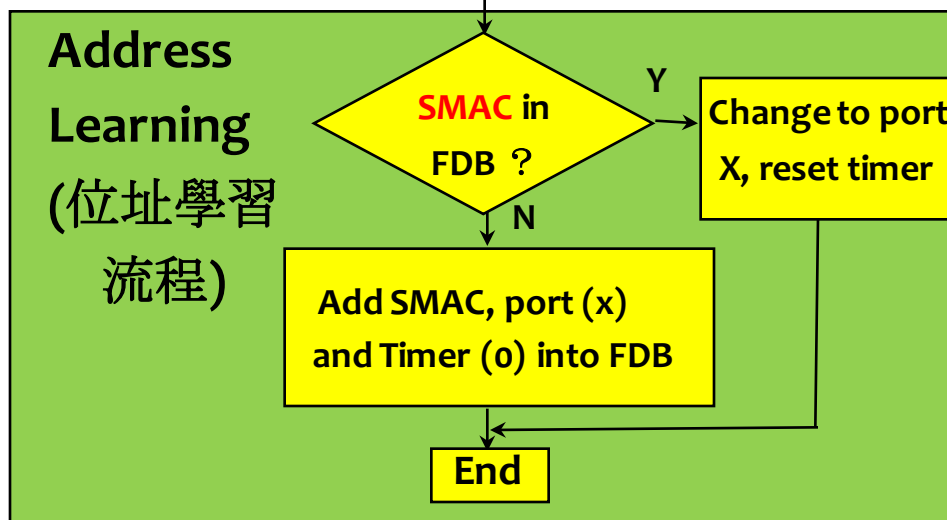 Address
Learning
(位址學習
流程)
SMAC in
FDB ?
Y
Change to port
X, reset timer
N
Add SMAC, port (x)
and Timer (0) into FDB
End